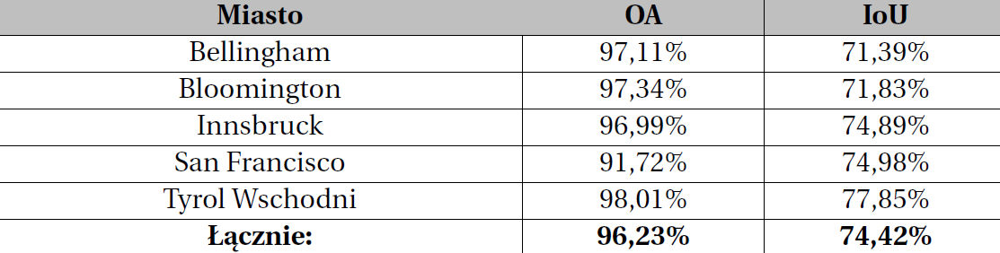 Miasto OA IoU
Bellingham 97,11% 71,39%
Bloomington 97,34% 71,83%
Innsbruck 96,99% 74,89%
San Francisco 91,72% 74,98%
Tyrol Wschodni 98,01% 77,85%
Łącznie: 96,23% 74,42%